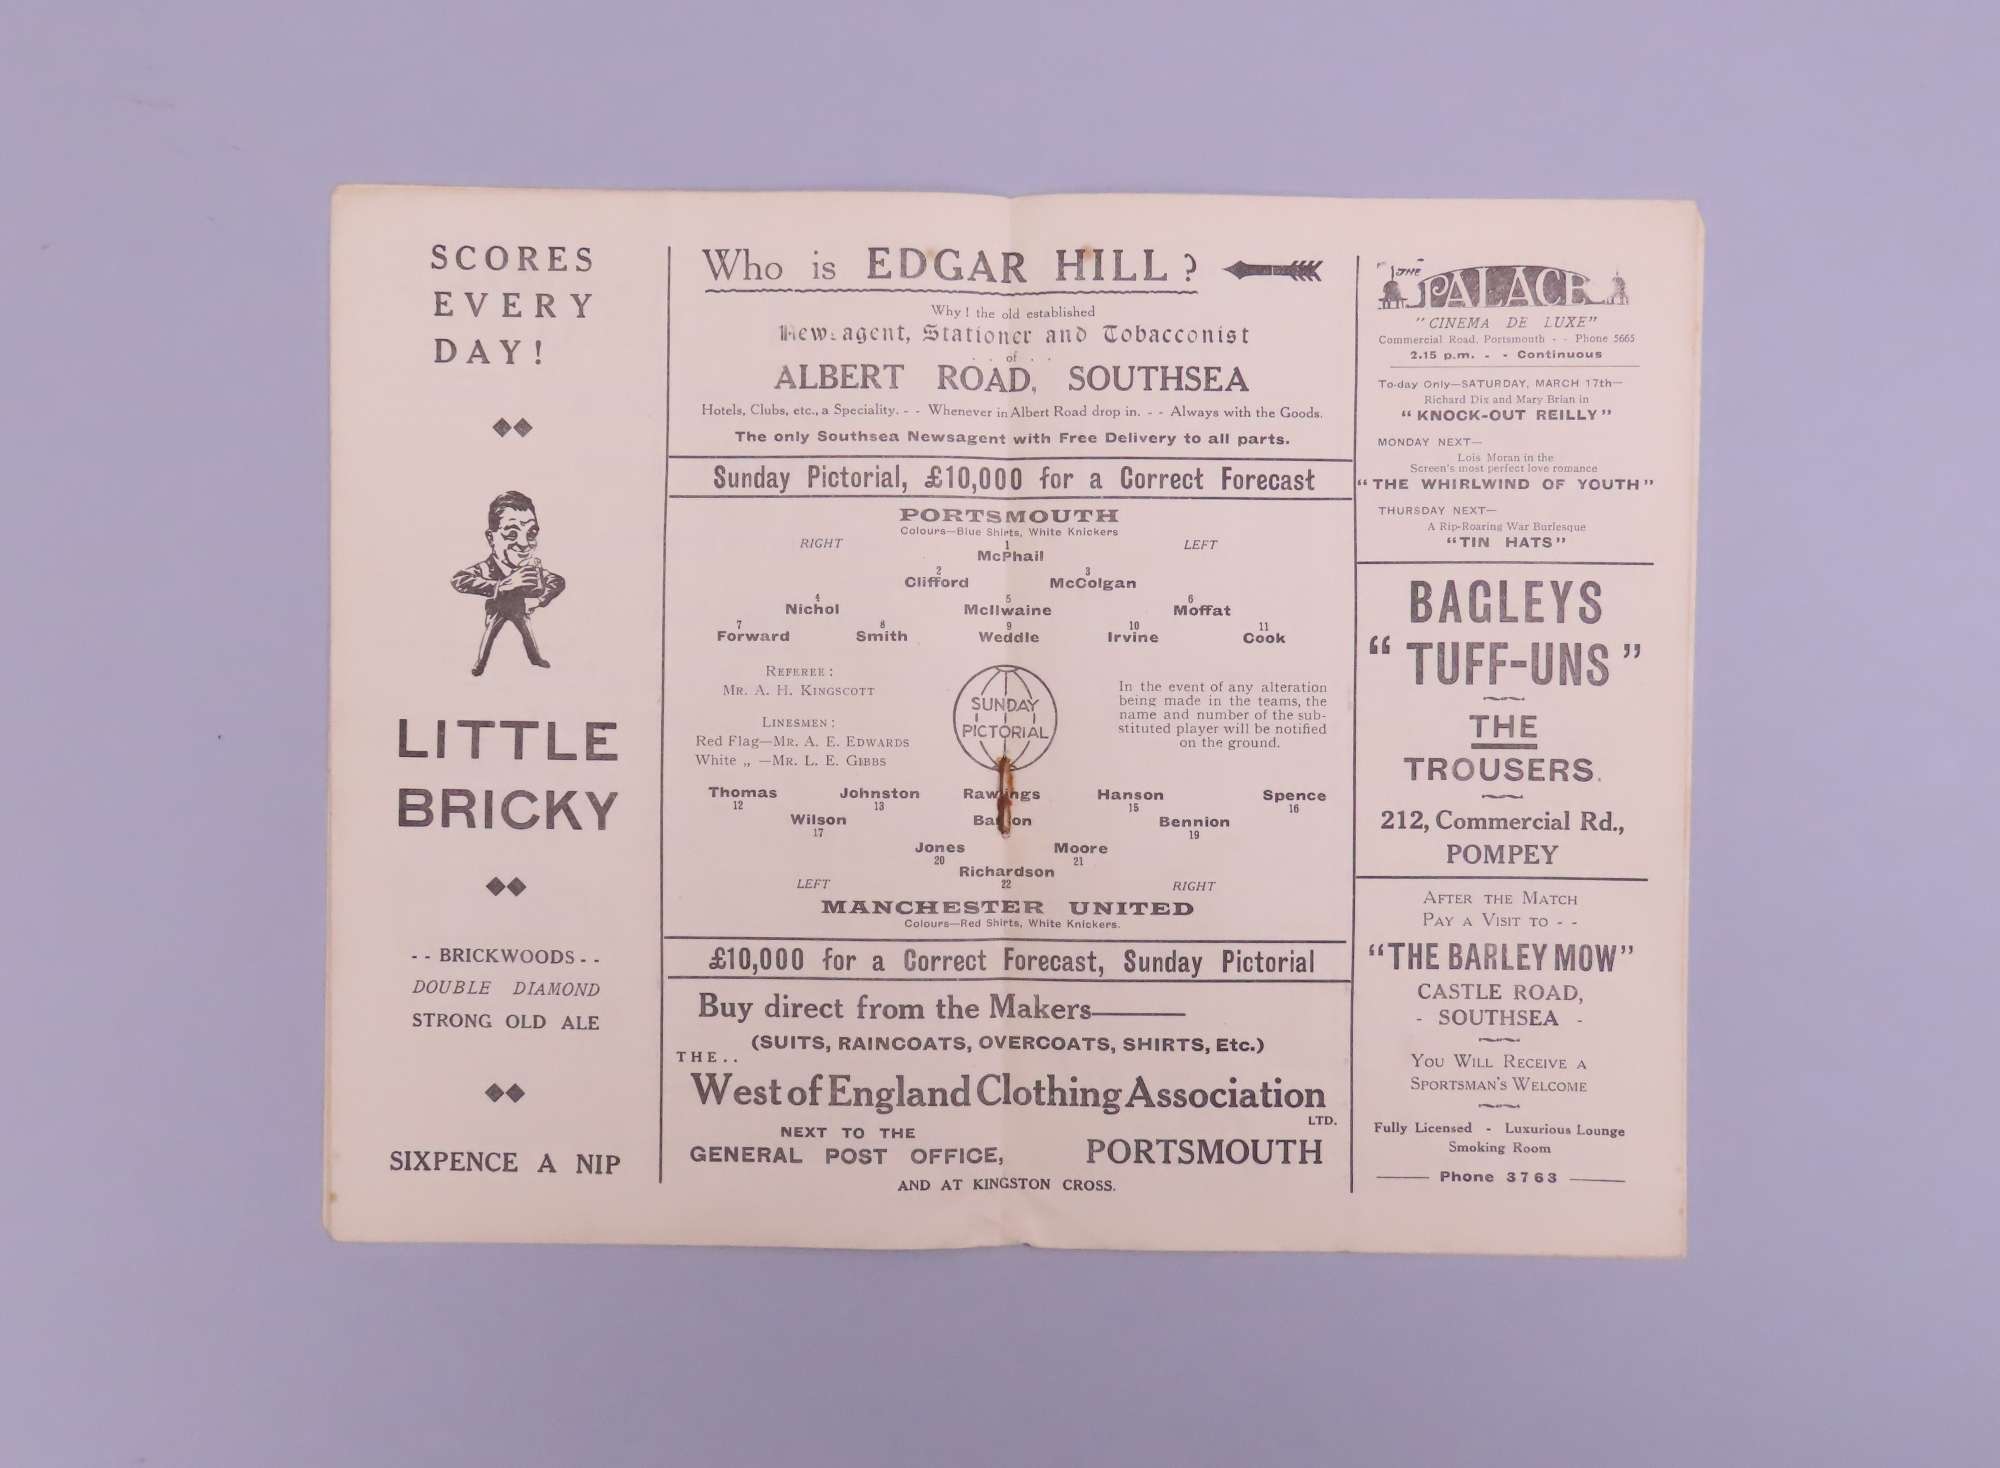 SCORES
EVERY
DAY!
LITTLE
BRICKY
- - BRICKWOODS - -
DOUBLE DIAMOND
STRONG OLD ALE
SIXPENCE A NIP
Who is EDGAR HILL?
Why! the old established
Newsagent, Stationer and Tobacconist
. . of . .
ALBERT ROAD, SOUTHSEA
Hotels, Clubs, etc., a Speciality. - - Whenever in Albert Road drop in. - - Always with the Goods.
The only Southsea Newsagent with Free Delivery to all parts.
Sunday Pictorial, £10,000 for a Correct Forecast
PORTSMOUTH
Colours—Blue Shirts, White Knickers
RIGHT 1 LEFT
McPhail
2 3
Clifford McColgan
4 5 6
Nichol McIlwaine Moffat
7 8 9 10 11
Forward Smith Weddle Irvine Cook
REFEREE:
MR. A. H. KINGSCOTT
LINESMEN:
Red Flag—MR. A. E. EDWARDS
White „ —MR. L. E. GIBBS
SUNDAY
PICTORIAL
In the event of any alteration
being made in the teams, the
name and number of the sub-
stituted player will be notified
on the ground.
Thomas Johnston Rawlings Hanson Spence
12 13 15 16
Wilson Bennion
17 19
Jones Moore
20 21
Richardson
LEFT 22 RIGHT
MANCHESTER UNITED
Colours—Red Shirts, White Knickers.
£10,000 for a Correct Forecast, Sunday Pictorial
Buy direct from the Makers——
(SUITS, RAINCOATS, OVERCOATS, SHIRTS, Etc.)
THE..
West of England Clothing Association
LTD.
NEXT TO THE
GENERAL POST OFFICE, PORTSMOUTH
AND AT KINGSTON CROSS.
THE
PALACE
"CINEMA DE LUXE"
Commercial Road, Portsmouth - - Phone 5665
2.15 p.m. - - Continuous
To-day Only—SATURDAY, MARCH 17th—
Richard Dix and Mary Brian in
"KNOCK-OUT REILLY"
MONDAY NEXT—
Lois Moran in the
Screen's most perfect love romance
"THE WHIRLWIND OF YOUTH"
THURSDAY NEXT—
A Rip-Roaring War Burlesque
"TIN HATS"
BAGLEYS
"TUFF-UNS"
THE
TROUSERS.
212, Commercial Rd.,
POMPEY
AFTER THE MATCH
PAY A VISIT TO - -
"THE BARLEY MOW"
CASTLE ROAD,
- SOUTHSEA -
YOU WILL RECEIVE A
SPORTSMAN'S WELCOME
Fully Licensed - Luxurious Lounge
Smoking Room
Phone 3763